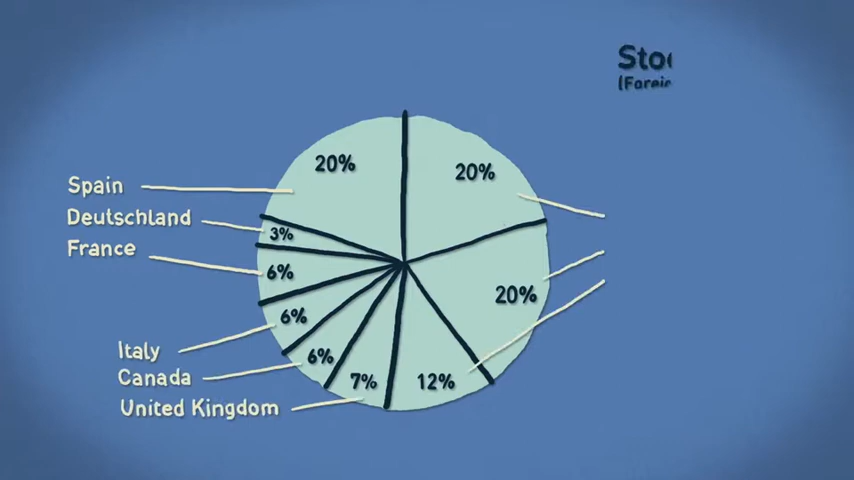 20%
20%
Spain
Deutschland
3%
France
6%
20%
6%
Italy
6%
Canada
7%
12%
United Kingdom